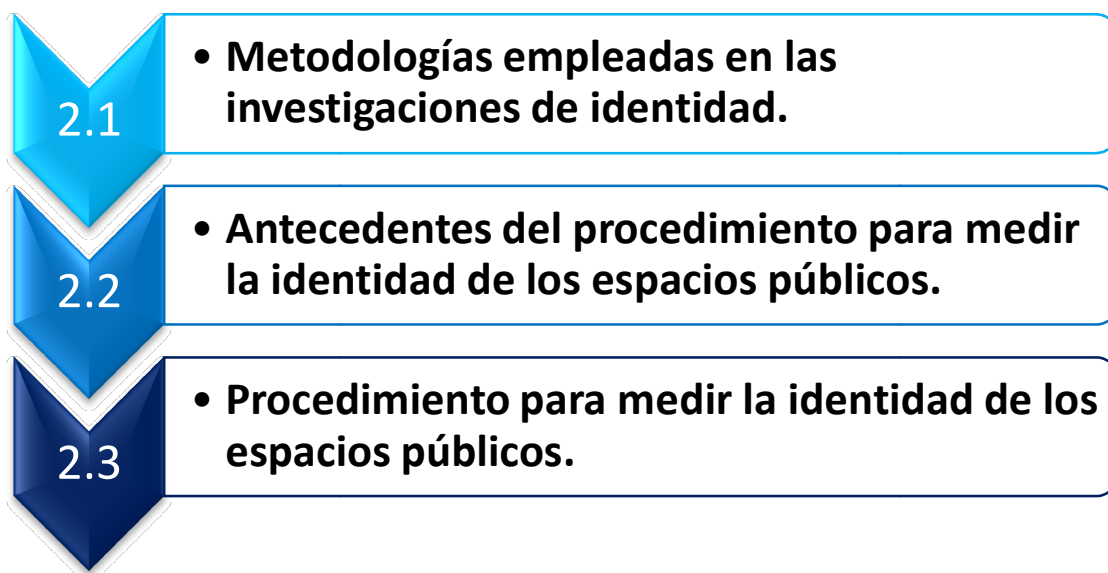 2.1
• Metodologías empleadas en las
investigaciones de identidad.
2.2
• Antecedentes del procedimiento para medir
la identidad de los espacios públicos.
2.3
• Procedimiento para medir la identidad de los
espacios públicos.